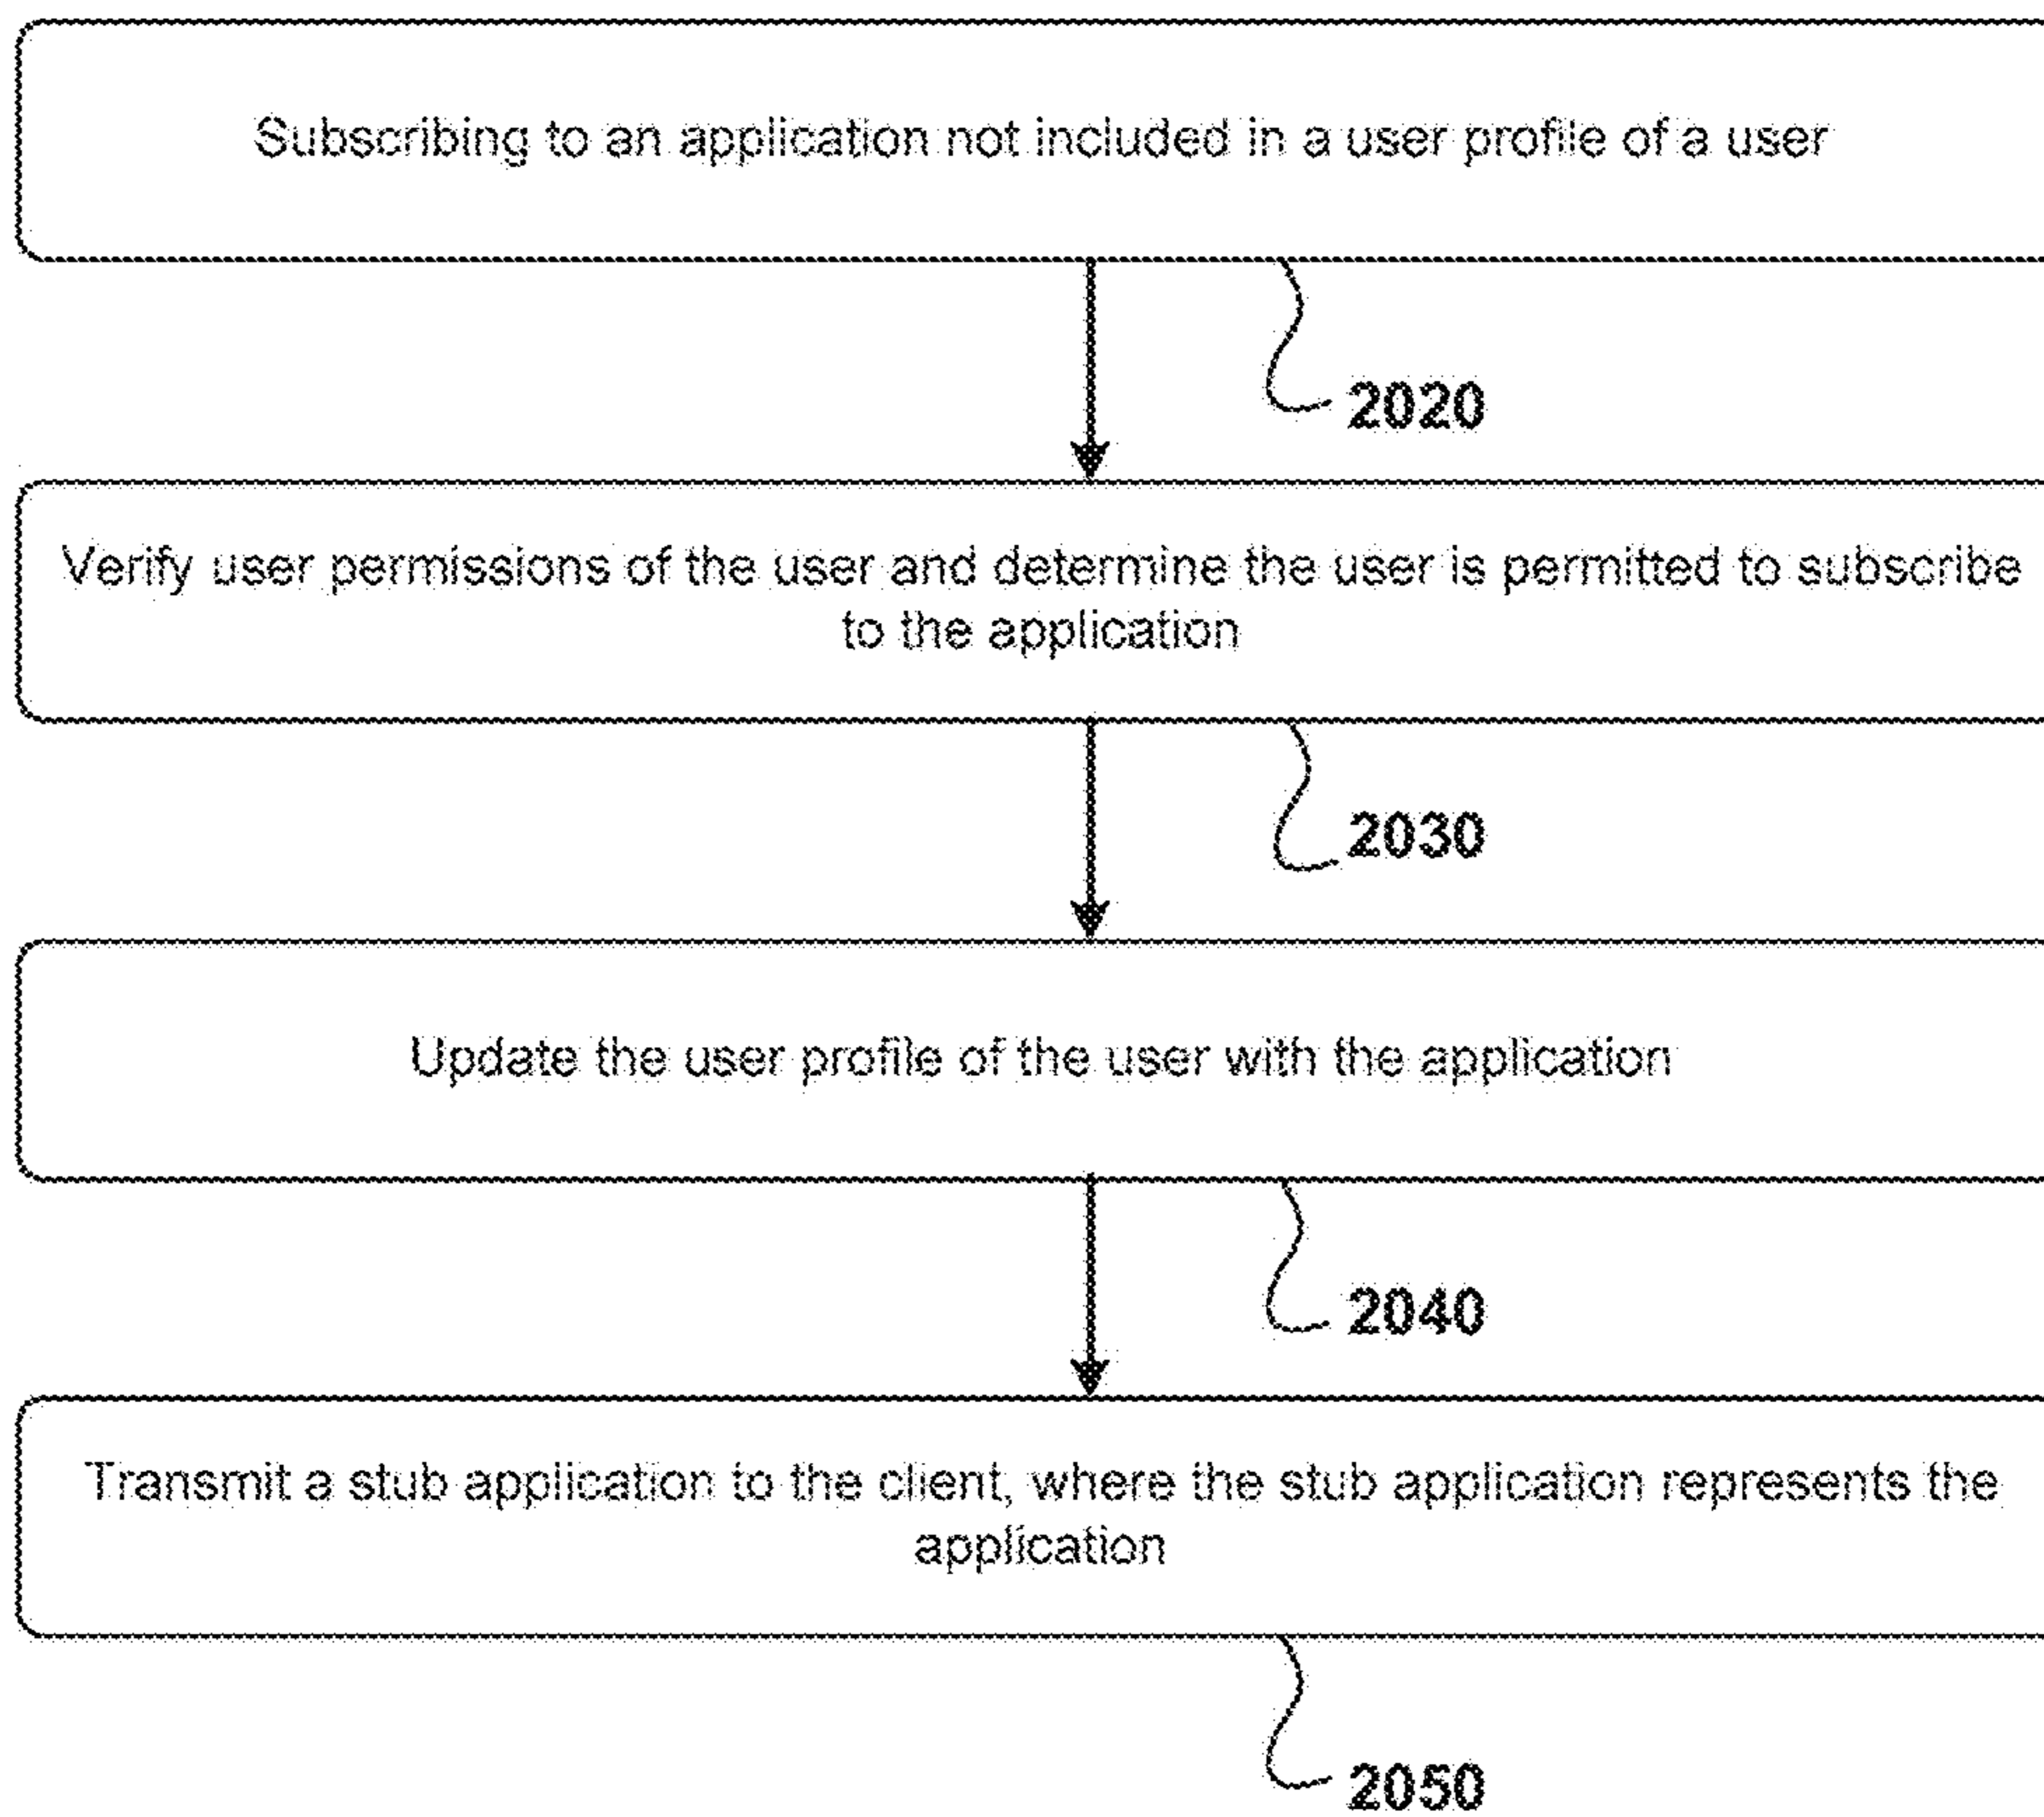 Subscribing to an application not included in a user profile of a user
2020
Verify user permissions of the user and determine the user is permitted to subscribe
to the application
2030
Update the user profile of the user with the application
2040
Transmit a stub application to the client, where the stub application represents the
application
2050